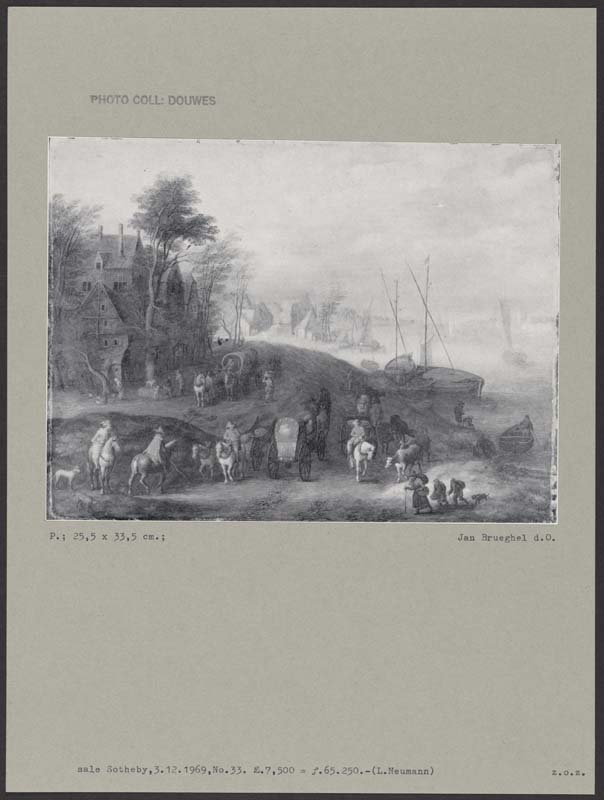 PHOTO COLL: DOUWES
P.; 25,5 x 33,5 cm.;
Jan Brueghel d.O.
sale Sotheby,3.12.1969,No.33. £.7,500 = ƒ.65.250.-(L.Neumann)
z.o.z.